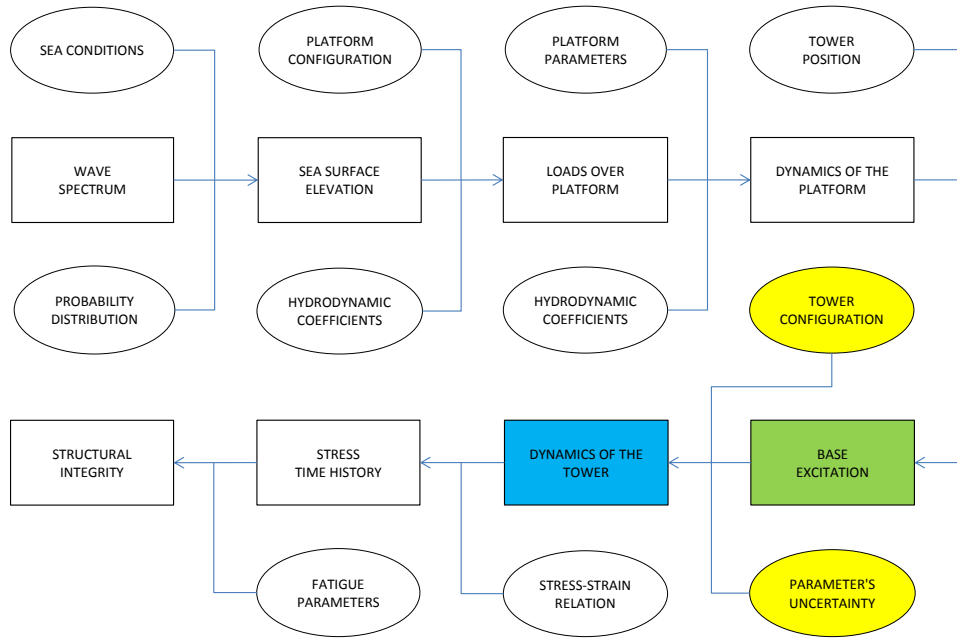 SEA CONDITIONS
PLATFORM
CONFIGURATION
PLATFORM
PARAMETERS
TOWER
POSITION
WAVE
SPECTRUM
SEA SURFACE
ELEVATION
LOADS OVER
PLATFORM
DYNAMICS OF THE
PLATFORM
PROBABILITY
DISTRIBUTION
HYDRODYNAMIC
COEFFICIENTS
HYDRODYNAMIC
COEFFICIENTS
TOWER
CONFIGURATION
STRUCTURAL
INTEGRITY
STRESS
TIME HISTORY
DYNAMICS OF THE
TOWER
BASE
EXCITATION
FATIGUE
PARAMETERS
STRESS-STRAIN
RELATION
PARAMETER'S
UNCERTAINTY